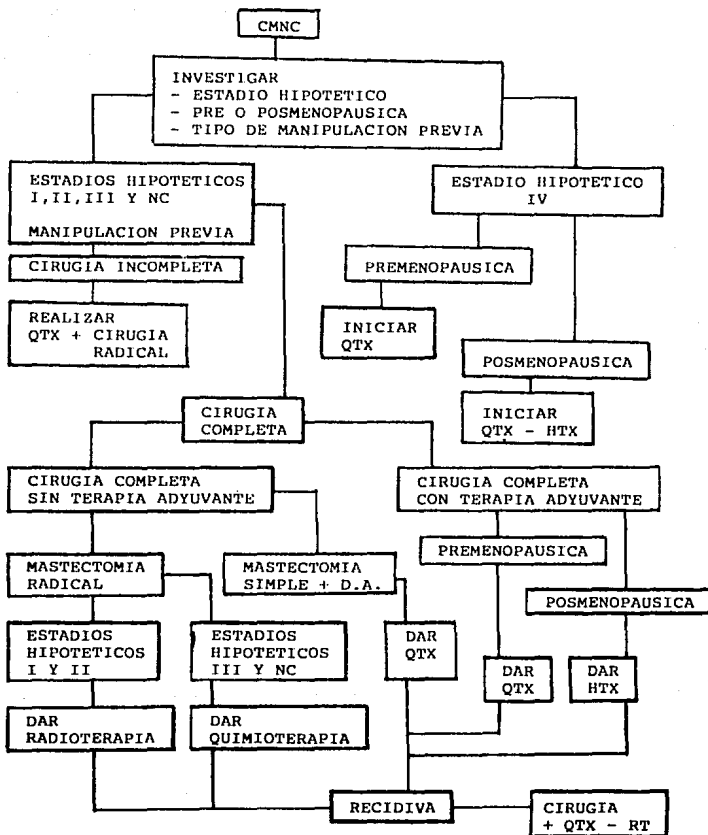 CMNC
INVESTIGAR
- ESTADIO HIPOTETICO
- PRE O POSMENOPAUSICA
- TIPO DE MANIPULACION PREVIA
ESTADIOS HIPOTETICOS
I,II,III Y NC
MANIPULACION PREVIA
CIRUGIA INCOMPLETA
REALIZAR
QTX + CIRUGIA
RADICAL
ESTADIO HIPOTETICO
IV
PREMENOPAUSICA
INICIAR
QTX
POSMENOPAUSICA
INICIAR
QTX - HTX
CIRUGIA
COMPLETA
CIRUGIA COMPLETA
SIN TERAPIA ADYUVANTE
CIRUGIA COMPLETA
CON TERAPIA ADYUVANTE
MASTECTOMIA
RADICAL
MASTECTOMIA
SIMPLE + D.A.
PREMENOPAUSICA
POSMENOPAUSICA
ESTADIOS
HIPOTETICOS
I Y II
ESTADIOS
HIPOTETICOS
III Y NC
DAR
QTX
DAR
QTX
DAR
HTX
DAR
RADIOTERAPIA
DAR
QUIMIOTERAPIA
RECIDIVA
CIRUGIA
+ QTX - RT